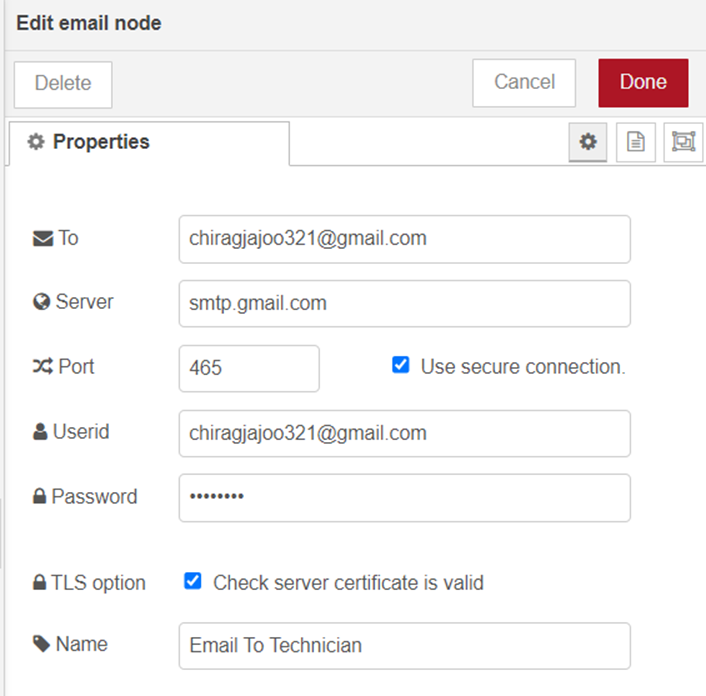 Edit email node
Delete Cancel Done
Properties
To chiragjajoo321@gmail.com
Server smtp.gmail.com
Port 465 Use secure connection.
Userid chiragjajoo321@gmail.com
Password ••••••••
TLS option Check server certificate is valid
Name Email To Technician